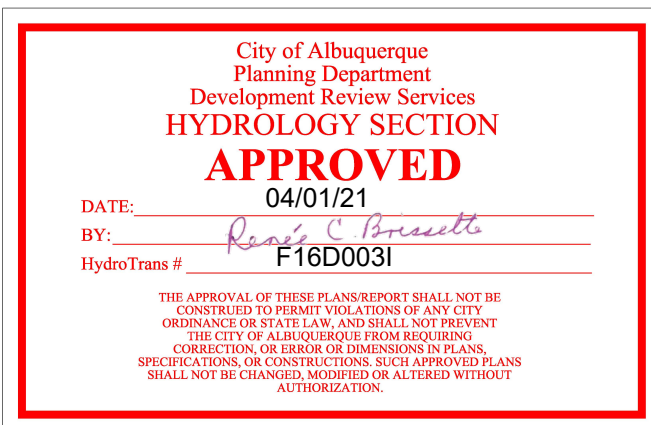 City of Albuquerque
Planning Department
Development Review Services
HYDROLOGY SECTION
APPROVED
DATE: 04/01/21
BY: Renée C. Brissette
HydroTrans # F16D003I
THE APPROVAL OF THESE PLANS/REPORT SHALL NOT BE
CONSTRUED TO PERMIT VIOLATIONS OF ANY CITY
ORDINANCE OR STATE LAW, AND SHALL NOT PREVENT
THE CITY OF ALBUQUERQUE FROM REQUIRING
CORRECTION, OR ERROR OR DIMENSIONS IN PLANS,
SPECIFICATIONS, OR CONSTRUCTIONS. SUCH APPROVED PLANS
SHALL NOT BE CHANGED, MODIFIED OR ALTERED WITHOUT
AUTHORIZATION.